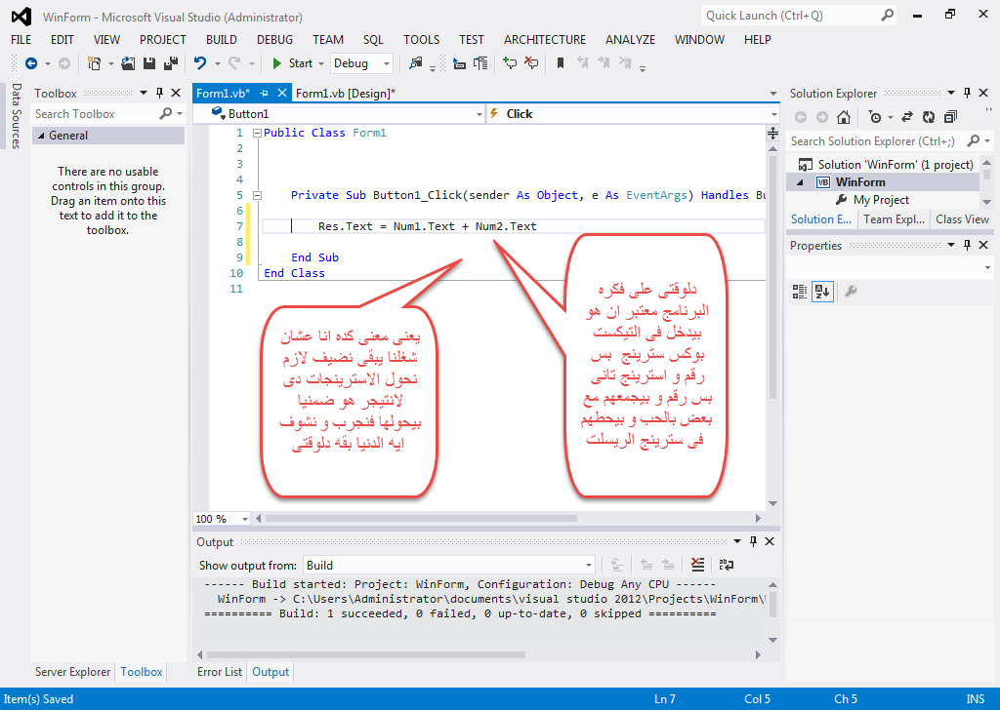 WinForm - Microsoft Visual Studio (Administrator)
Quick Launch (Ctrl+Q)
FILE EDIT VIEW PROJECT BUILD DEBUG TEAM SQL TOOLS TEST ARCHITECTURE ANALYZE WINDOW HELP
Start Debug
Data Sources
Toolbox
Search Toolbox
General
There are no usable
controls in this group.
Drag an item onto this
text to add it to the
toolbox.
Server Explorer Toolbox
Form1.vb* Form1.vb [Design]*
Button1 Click
1 Public Class Form1
2
3
4
5 Private Sub Button1_Click(sender As Object, e As EventArgs) Handles Bu
6
7 Res.Text = Num1.Text + Num2.Text
8
9 End Sub
10 End Class
11
دلوقتى على فكره
البرنامج معتبر ان هو
بيدخل فى التيكست
بوكس سترينج بس
رقم و استرينج تانى
بس رقم و بيجمعهم مع
بعض بالحب و بيحطهم
فى سترينج الريسلت
يعنى معنى كده انا عشان
شغلنا يبقى نضيف لازم
نحول الاسترينجات دى
لانتيجر هو ضمنيا
بيحولها فنجرب و نشوف
ايه الدنيا بقه دلوقتى
100 %
Output
Show output from: Build
------ Build started: Project: WinForm, Configuration: Debug Any CPU ------
WinForm -> C:\Users\Administrator\documents\visual studio 2012\Projects\WinForm\
========== Build: 1 succeeded, 0 failed, 0 up-to-date, 0 skipped ==========
Error List Output
Solution Explorer
Search Solution Explorer (Ctrl+;)
Solution 'WinForm' (1 project)
VB WinForm
My Project
Solution E... Team Expl... Class View
Properties
Item(s) Saved Ln 7 Col 5 Ch 5 INS